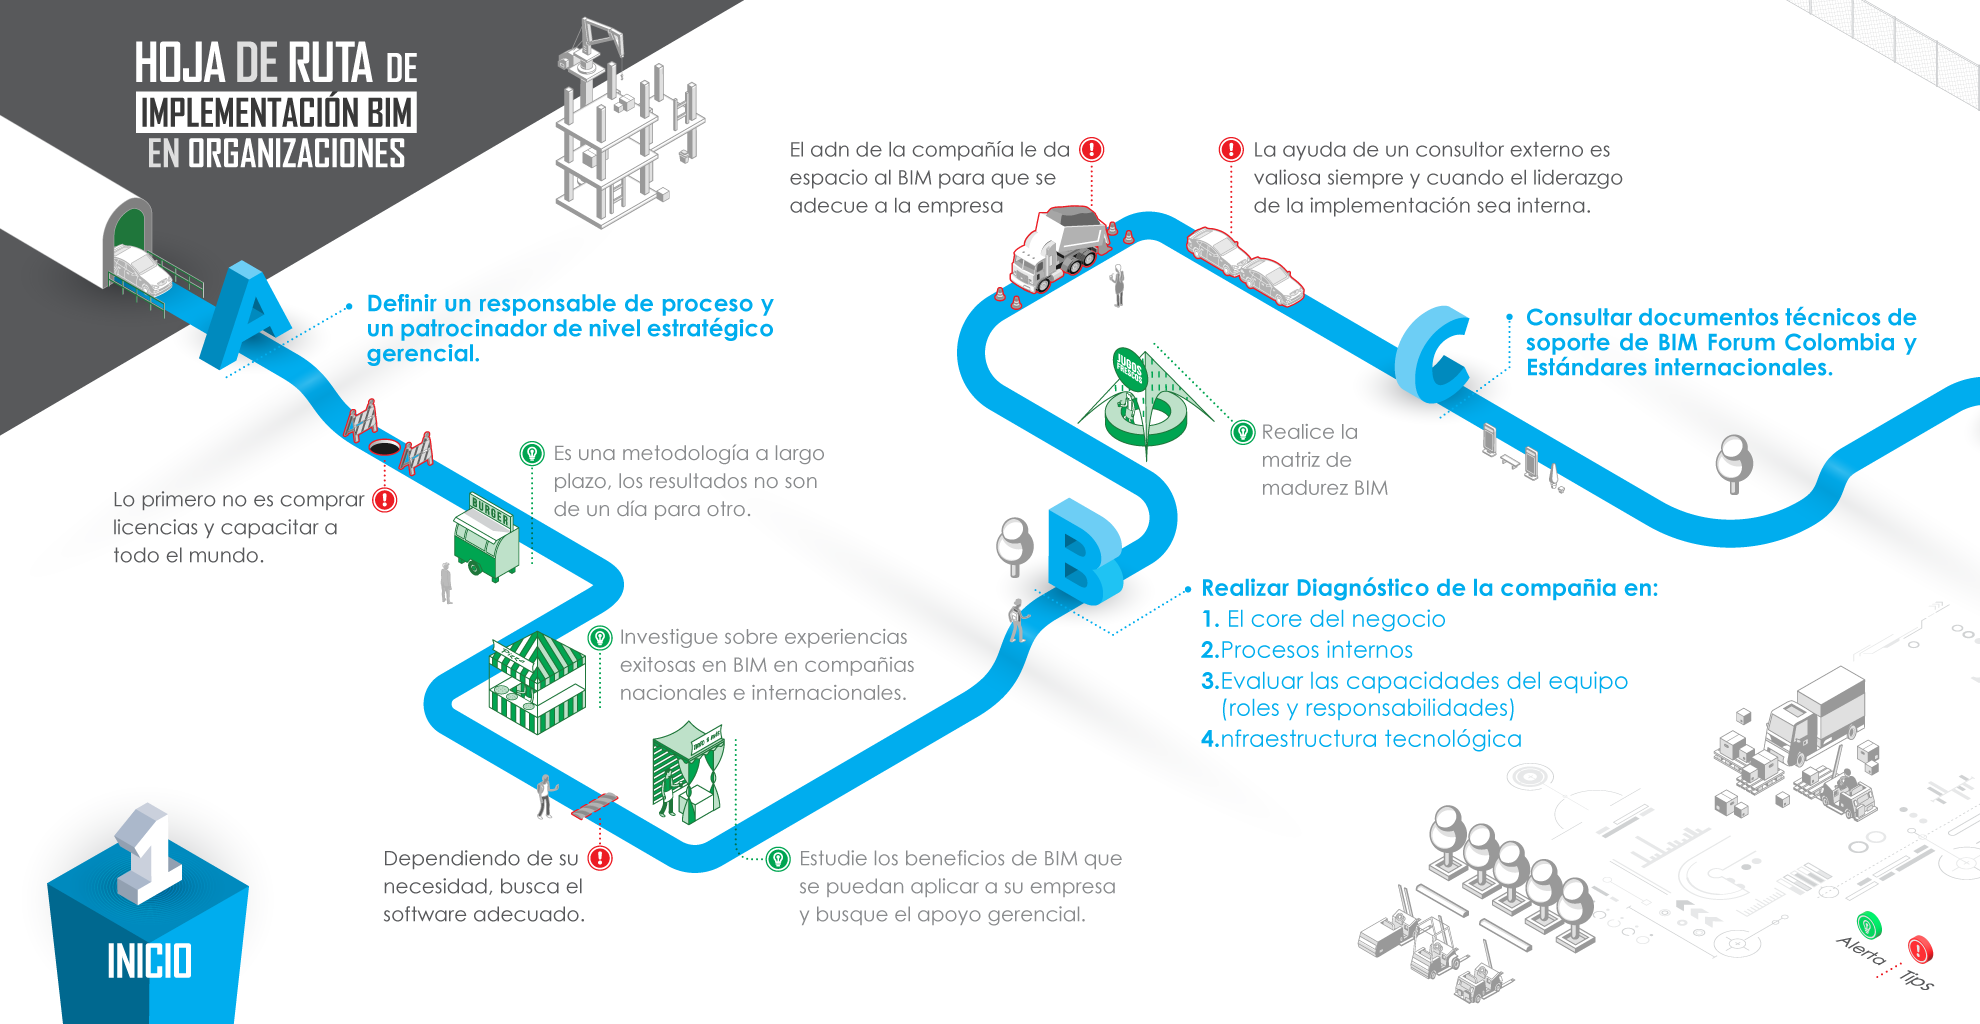 HOJA DE RUTA DE
IMPLEMENTACIÓN BIM
EN ORGANIZACIONES
A
Definir un responsable de proceso y
un patrocinador de nivel estratégico
gerencial.
Lo primero no es comprar
licencias y capacitar a
todo el mundo.
BURGER
Es una metodología a largo
plazo, los resultados no son
de un día para otro.
Pizza
Investigue sobre experiencias
exitosas en BIM en compañias
nacionales e internacionales.
Dependiendo de su
necesidad, busca el
software adecuado.
Estudie los beneficios de BIM que
se puedan aplicar a su empresa
y busque el apoyo gerencial.
B
Realizar Diagnóstico de la compañia en:
1. El core del negocio
2.Procesos internos
3.Evaluar las capacidades del equipo
(roles y responsabilidades)
4.nfraestructura tecnológica
JUGOS
FRESCOS
Realice la
matriz de
madurez BIM
El adn de la compañía le da
espacio al BIM para que se
adecue a la empresa
La ayuda de un consultor externo es
valiosa siempre y cuando el liderazgo
de la implementación sea interna.
C
Consultar documentos técnicos de
soporte de BIM Forum Colombia y
Estándares internacionales.
1
INICIO
Alerta
Tips